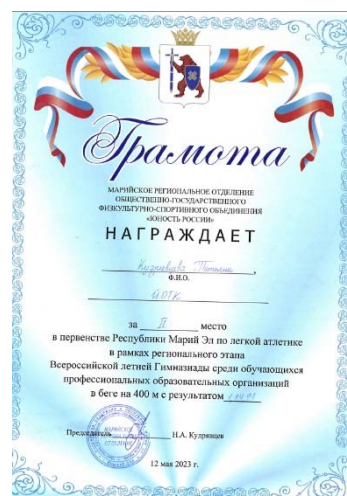 Грамота
МАРИЙСКОЕ РЕГИОНАЛЬНОЕ ОТДЕЛЕНИЕ
ОБЩЕСТВЕННО-ГОСУДАРСТВЕННОГО
ФИЗКУЛЬТУРНО-СПОРТИВНОГО ОБЪЕДИНЕНИЯ
«ЮНОСТЬ РОССИИ»
НАГРАЖДАЕТ
Татьяна,
Ф.И.О.
ЙОТК
за II место
в первенстве Республики Марий Эл по легкой атлетике
в рамках регионального этапа
Всероссийской летней Гимназиады среди обучающихся
профессиональных образовательных организаций
в беге на 400 м с результатом
Председатель Н.А. Кудрявцев
12 мая 2023 г.